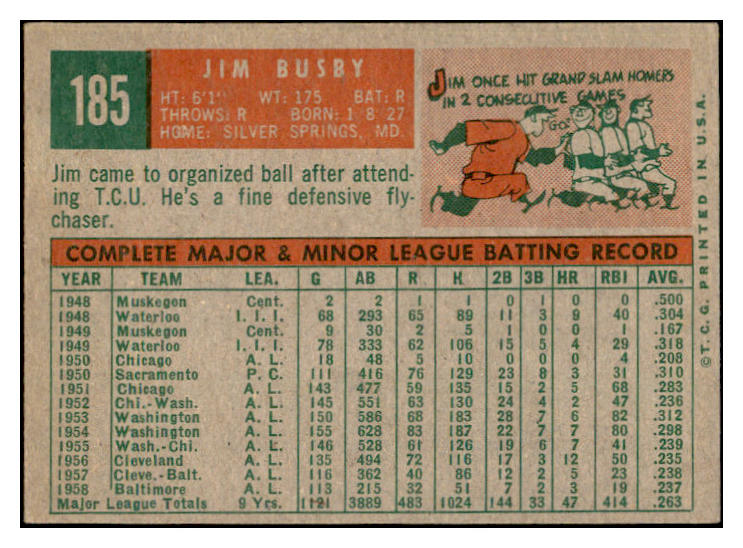 185
JIM BUSBY
HT: 6'1" WT: 175 BAT: R
THROWS: R BORN: 1 8 27
HOME: SILVER SPRINGS, MD.
JIM ONCE HIT GRAND SLAM HOMERS
IN 2 CONSECUTIVE GAMES
GO!
Jim came to organized ball after attend-
ing T.C.U. He's a fine defensive fly-
chaser.
COMPLETE MAJOR & MINOR LEAGUE BATTING RECORD
YEAR TEAM LEA. G AB R H 2B 3B HR RBI AVG.
1948 Muskegon Cent. 2 2 1 1 0 1 0 0 .500
1948 Waterloo I. I. I. 68 293 65 89 11 3 9 40 .304
1949 Muskegon Cent. 9 30 2 5 1 0 0 1 .167
1949 Waterloo I. I. I. 78 333 62 106 15 5 4 29 .318
1950 Chicago A. L. 18 48 5 10 0 0 0 4 .208
1950 Sacramento P. C. 111 416 76 129 23 8 3 31 .310
1951 Chicago A. L. 143 477 59 135 15 2 5 68 .283
1952 Chi.-Wash. A. L. 145 551 63 130 24 4 2 47 .236
1953 Washington A. L. 150 586 68 183 28 7 6 82 .312
1954 Washington A. L. 155 628 83 187 22 7 7 80 .298
1955 Wash.-Chi. A. L. 146 528 61 126 19 6 7 41 .239
1956 Cleveland A. L. 135 494 72 116 17 3 12 50 .235
1957 Cleve.-Balt. A. L. 116 362 40 86 12 2 5 23 .238
1958 Baltimore A. L. 113 215 32 51 7 2 3 19 .237
Major League Totals 9 Yrs. 1121 3889 483 1024 144 33 47 414 .263
© T. C. G. PRINTED IN U.S.A.